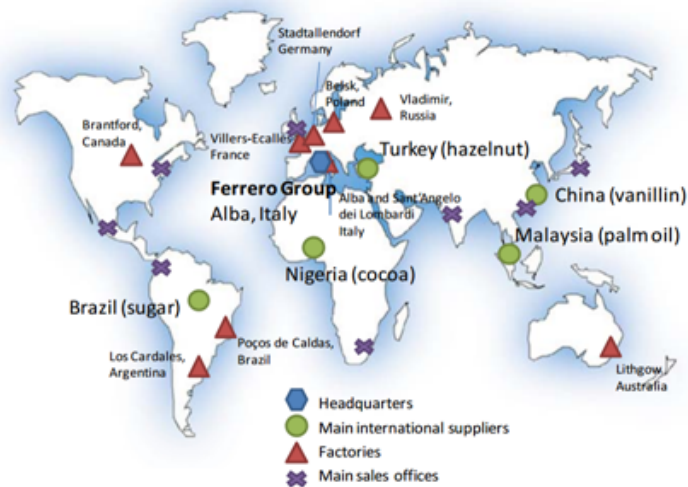 Stadtallendorf
Germany
Belsk,
Poland
Vladimir,
Russia
Brantford,
Canada
Villers-Ecalles
France
Turkey (hazelnut)
Ferrero Group
Alba, Italy
Alba and Sant'Angelo
dei Lombardi
Italy
China (vanillin)
Malaysia (palm oil)
Nigeria (cocoa)
Brazil (sugar)
Poços de Caldas,
Brazil
Los Cardales,
Argentina
Lithgow,
Australia
Headquarters
Main international suppliers
Factories
Main sales offices